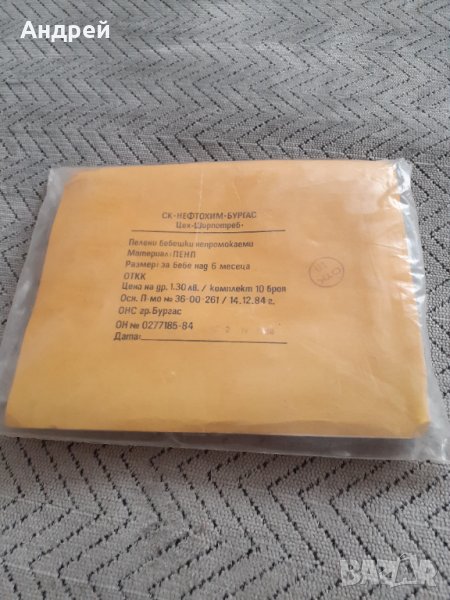 Андрей
СК·НЕФТОХИМ·БУРГАС
Цех·Ширпотреб·
Пелени бебешки непромокаеми
Материал: ПЕНП
Размер: за бебе над 6 месеца
ОТКК
Цена на др. 1.30 лв. / комплект 10 броя
Осн. П-мо № 36-00-261 / 14.12.84 г.
ОНС гр. Бургас
ОН № 0277185-84
Дата:
BAZAR